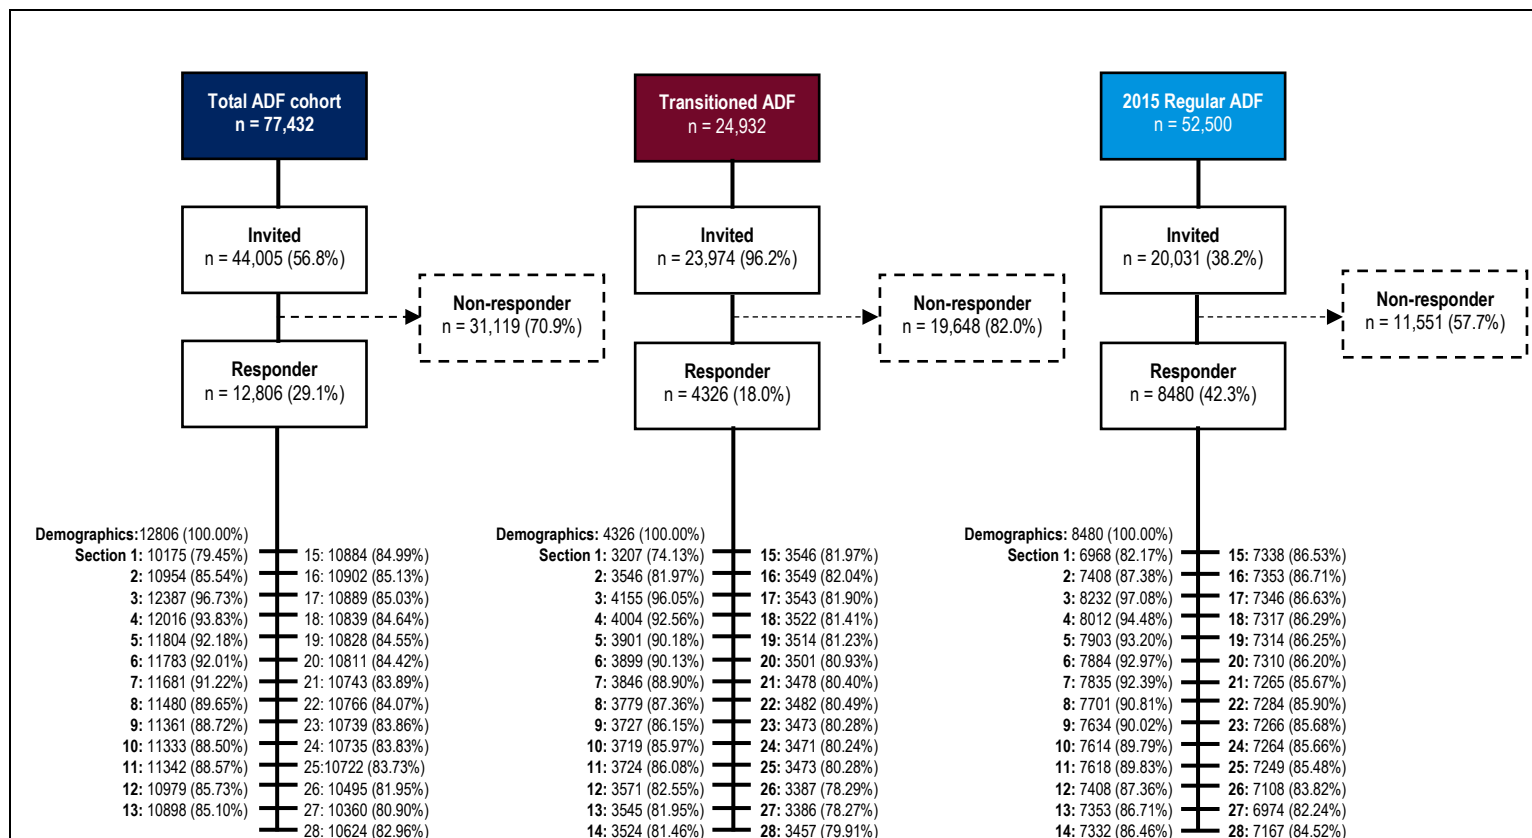 Total ADF cohort
n = 77,432
Invited
n = 44,005 (56.8%)
Non-responder
n = 31,119 (70.9%)
Responder
n = 12,806 (29.1%)
Demographics:12806 (100.00%)
Section 1: 10175 (79.45%)
2: 10954 (85.54%)
3: 12387 (96.73%)
4: 12016 (93.83%)
5: 11804 (92.18%)
6: 11783 (92.01%)
7: 11681 (91.22%)
8: 11480 (89.65%)
9: 11361 (88.72%)
10: 11333 (88.50%)
11: 11342 (88.57%)
12: 10979 (85.73%)
13: 10898 (85.10%)
15: 10884 (84.99%)
16: 10902 (85.13%)
17: 10889 (85.03%)
18: 10839 (84.64%)
19: 10828 (84.55%)
20: 10811 (84.42%)
21: 10743 (83.89%)
22: 10766 (84.07%)
23: 10739 (83.86%)
24: 10735 (83.83%)
25:10722 (83.73%)
26: 10495 (81.95%)
27: 10360 (80.90%)
28: 10624 (82.96%)
Transitioned ADF
n = 24,932
Invited
n = 23,974 (96.2%)
Non-responder
n = 19,648 (82.0%)
Responder
n = 4326 (18.0%)
Demographics: 4326 (100.00%)
Section 1: 3207 (74.13%)
2: 3546 (81.97%)
3: 4155 (96.05%)
4: 4004 (92.56%)
5: 3901 (90.18%)
6: 3899 (90.13%)
7: 3846 (88.90%)
8: 3779 (87.36%)
9: 3727 (86.15%)
10: 3719 (85.97%)
11: 3724 (86.08%)
12: 3571 (82.55%)
13: 3545 (81.95%)
14: 3524 (81.46%)
15: 3546 (81.97%)
16: 3549 (82.04%)
17: 3543 (81.90%)
18: 3522 (81.41%)
19: 3514 (81.23%)
20: 3501 (80.93%)
21: 3478 (80.40%)
22: 3482 (80.49%)
23: 3473 (80.28%)
24: 3471 (80.24%)
25: 3473 (80.28%)
26: 3387 (78.29%)
27: 3386 (78.27%)
28: 3457 (79.91%)
2015 Regular ADF
n = 52,500
Invited
n = 20,031 (38.2%)
Non-responder
n = 11,551 (57.7%)
Responder
n = 8480 (42.3%)
Demographics: 8480 (100.00%)
Section 1: 6968 (82.17%)
2: 7408 (87.38%)
3: 8232 (97.08%)
4: 8012 (94.48%)
5: 7903 (93.20%)
6: 7884 (92.97%)
7: 7835 (92.39%)
8: 7701 (90.81%)
9: 7634 (90.02%)
10: 7614 (89.79%)
11: 7618 (89.83%)
12: 7408 (87.36%)
13: 7353 (86.71%)
14: 7332 (86.46%)
15: 7338 (86.53%)
16: 7353 (86.71%)
17: 7346 (86.63%)
18: 7317 (86.29%)
19: 7314 (86.25%)
20: 7310 (86.20%)
21: 7265 (85.67%)
22: 7284 (85.90%)
23: 7266 (85.68%)
24: 7264 (85.66%)
25: 7249 (85.48%)
26: 7108 (83.82%)
27: 6974 (82.24%)
28: 7167 (84.52%)